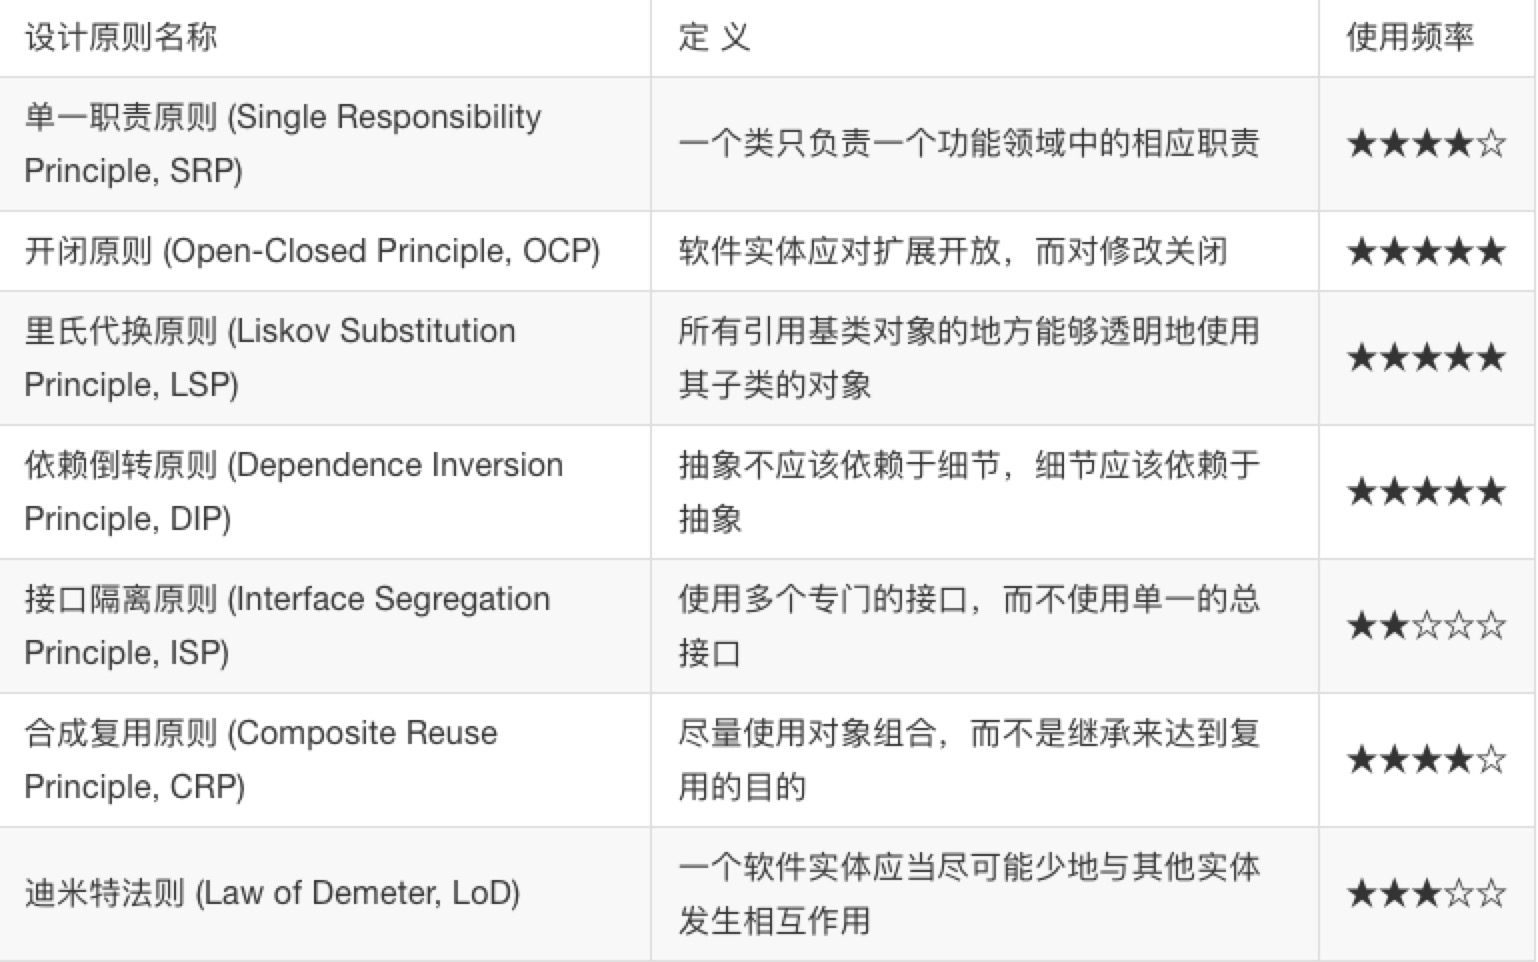 设计原则名称
定 义
使用频率
单一职责原则 (Single Responsibility
Principle, SRP)
一个类只负责一个功能领域中的相应职责
★★★★☆
开闭原则 (Open-Closed Principle, OCP)
软件实体应对扩展开放，而对修改关闭
★★★★★
里氏代换原则 (Liskov Substitution
Principle, LSP)
所有引用基类对象的地方能够透明地使用
其子类的对象
★★★★★
依赖倒转原则 (Dependence Inversion
Principle, DIP)
抽象不应该依赖于细节，细节应该依赖于
抽象
★★★★★
接口隔离原则 (Interface Segregation
Principle, ISP)
使用多个专门的接口，而不使用单一的总
接口
★★☆☆☆
合成复用原则 (Composite Reuse
Principle, CRP)
尽量使用对象组合，而不是继承来达到复
用的目的
★★★★☆
迪米特法则 (Law of Demeter, LoD)
一个软件实体应当尽可能少地与其他实体
发生相互作用
★★★☆☆